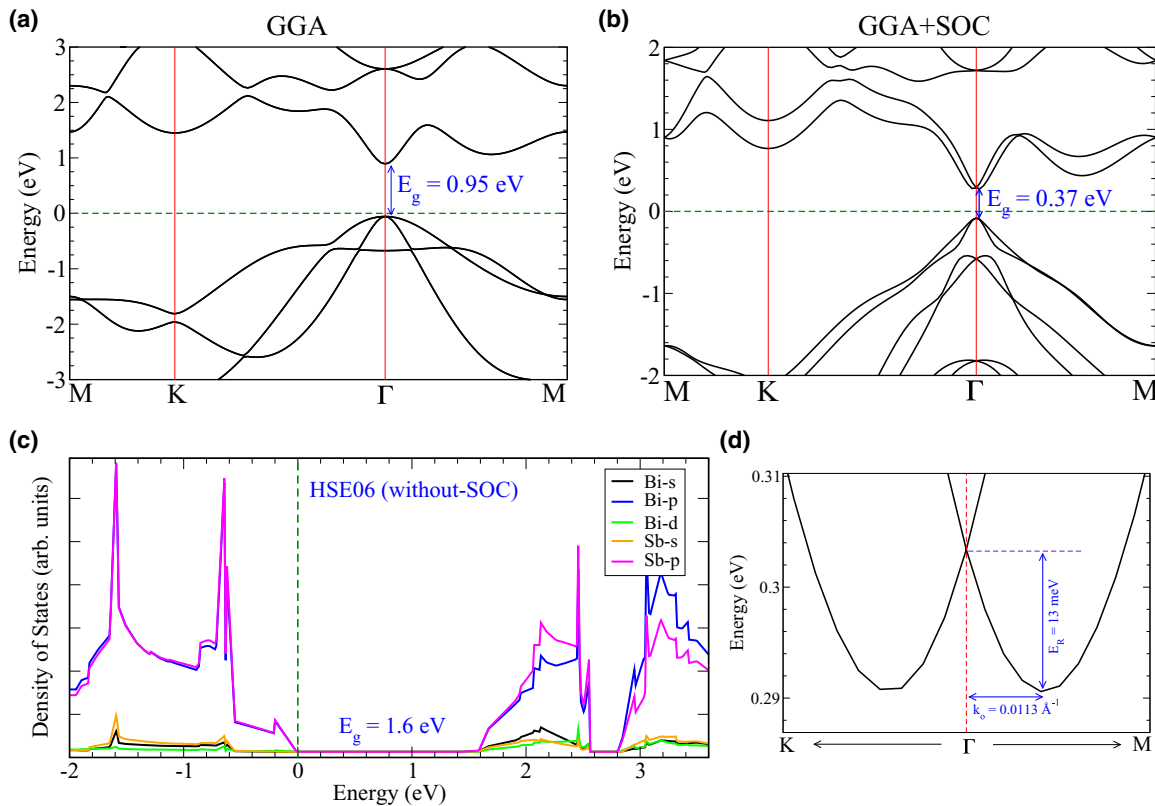 (a)
GGA
3
2
1
0
-1
-2
-3
Energy (eV)
E_g = 0.95 eV
M K Γ M
(b)
GGA+SOC
2
1
0
-1
-2
Energy (eV)
E_g = 0.37 eV
M K Γ M
(c)
Density of States (arb. units)
HSE06 (without-SOC)
Bi-s
Bi-p
Bi-d
Sb-s
Sb-p
E_g = 1.6 eV
-2 -1 0 1 2 3
Energy (eV)
(d)
0.31
0.3
0.29
Energy (eV)
E_R = 13 meV
k_o = 0.0113 Å^-1
K Γ M